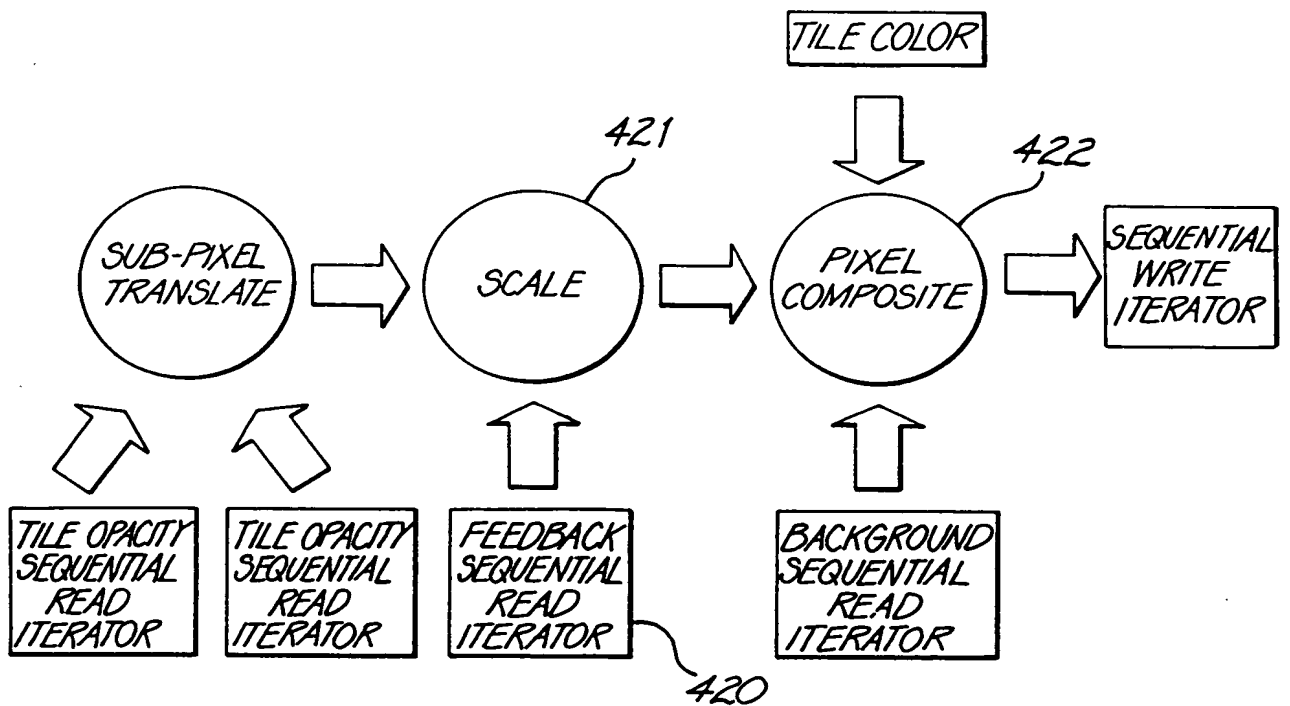 TILE COLOR
421
422
SUB-PIXEL
TRANSLATE
SCALE
PIXEL
COMPOSITE
SEQUENTIAL
WRITE
ITERATOR
TILE OPACITY
SEQUENTIAL
READ
ITERATOR
TILE OPACITY
SEQUENTIAL
READ
ITERATOR
FEEDBACK
SEQUENTIAL
READ
ITERATOR
BACKGROUND
SEQUENTIAL
READ
ITERATOR
420